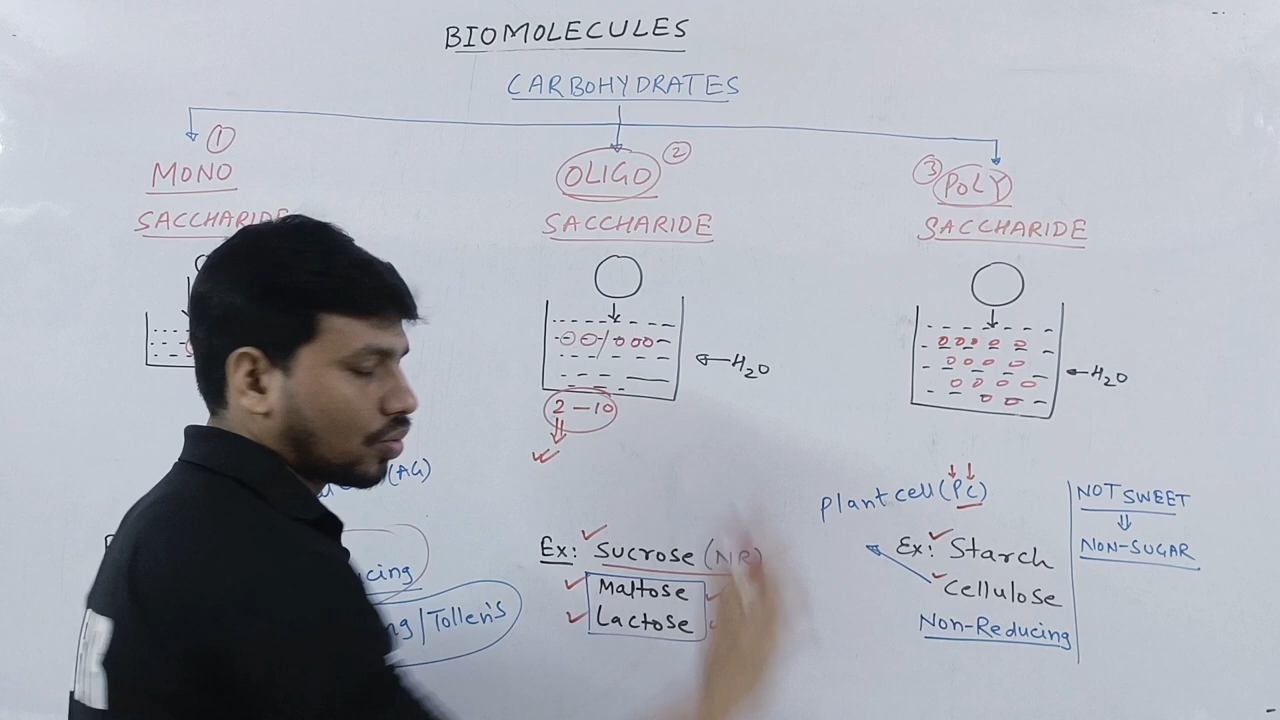 BIOMOLECULES
CARBOHYDRATES
①
MONO
SACCHARIDE
②
OLIGO
SACCHARIDE
H₂O
2-10
Ex: Sucrose (NR)
Maltose
Lactose
③
POLY
SACCHARIDE
H₂O
plant cell (PC)
Ex: Starch
Cellulose
Non-Reducing
NOT SWEET
NON-SUGAR
(AG)
/Tollen's